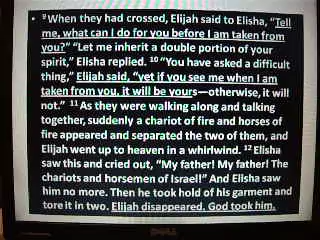 • ⁹When they had crossed, Elijah said to Elisha, “Tell
me, what can I do for you before I am taken from
you?” “Let me inherit a double portion of your
spirit,” Elisha replied. ¹⁰ “You have asked a difficult
thing,” Elijah said, “yet if you see me when I am
taken from you, it will be yours—otherwise, it will
not.” ¹¹ As they were walking along and talking
together, suddenly a chariot of fire and horses of
fire appeared and separated the two of them, and
Elijah went up to heaven in a whirlwind. ¹² Elisha
saw this and cried out, “My father! My father! The
chariots and horsemen of Israel!” And Elisha saw
him no more. Then he took hold of his garment and
tore it in two. Elijah disappeared. God took him.
DELL